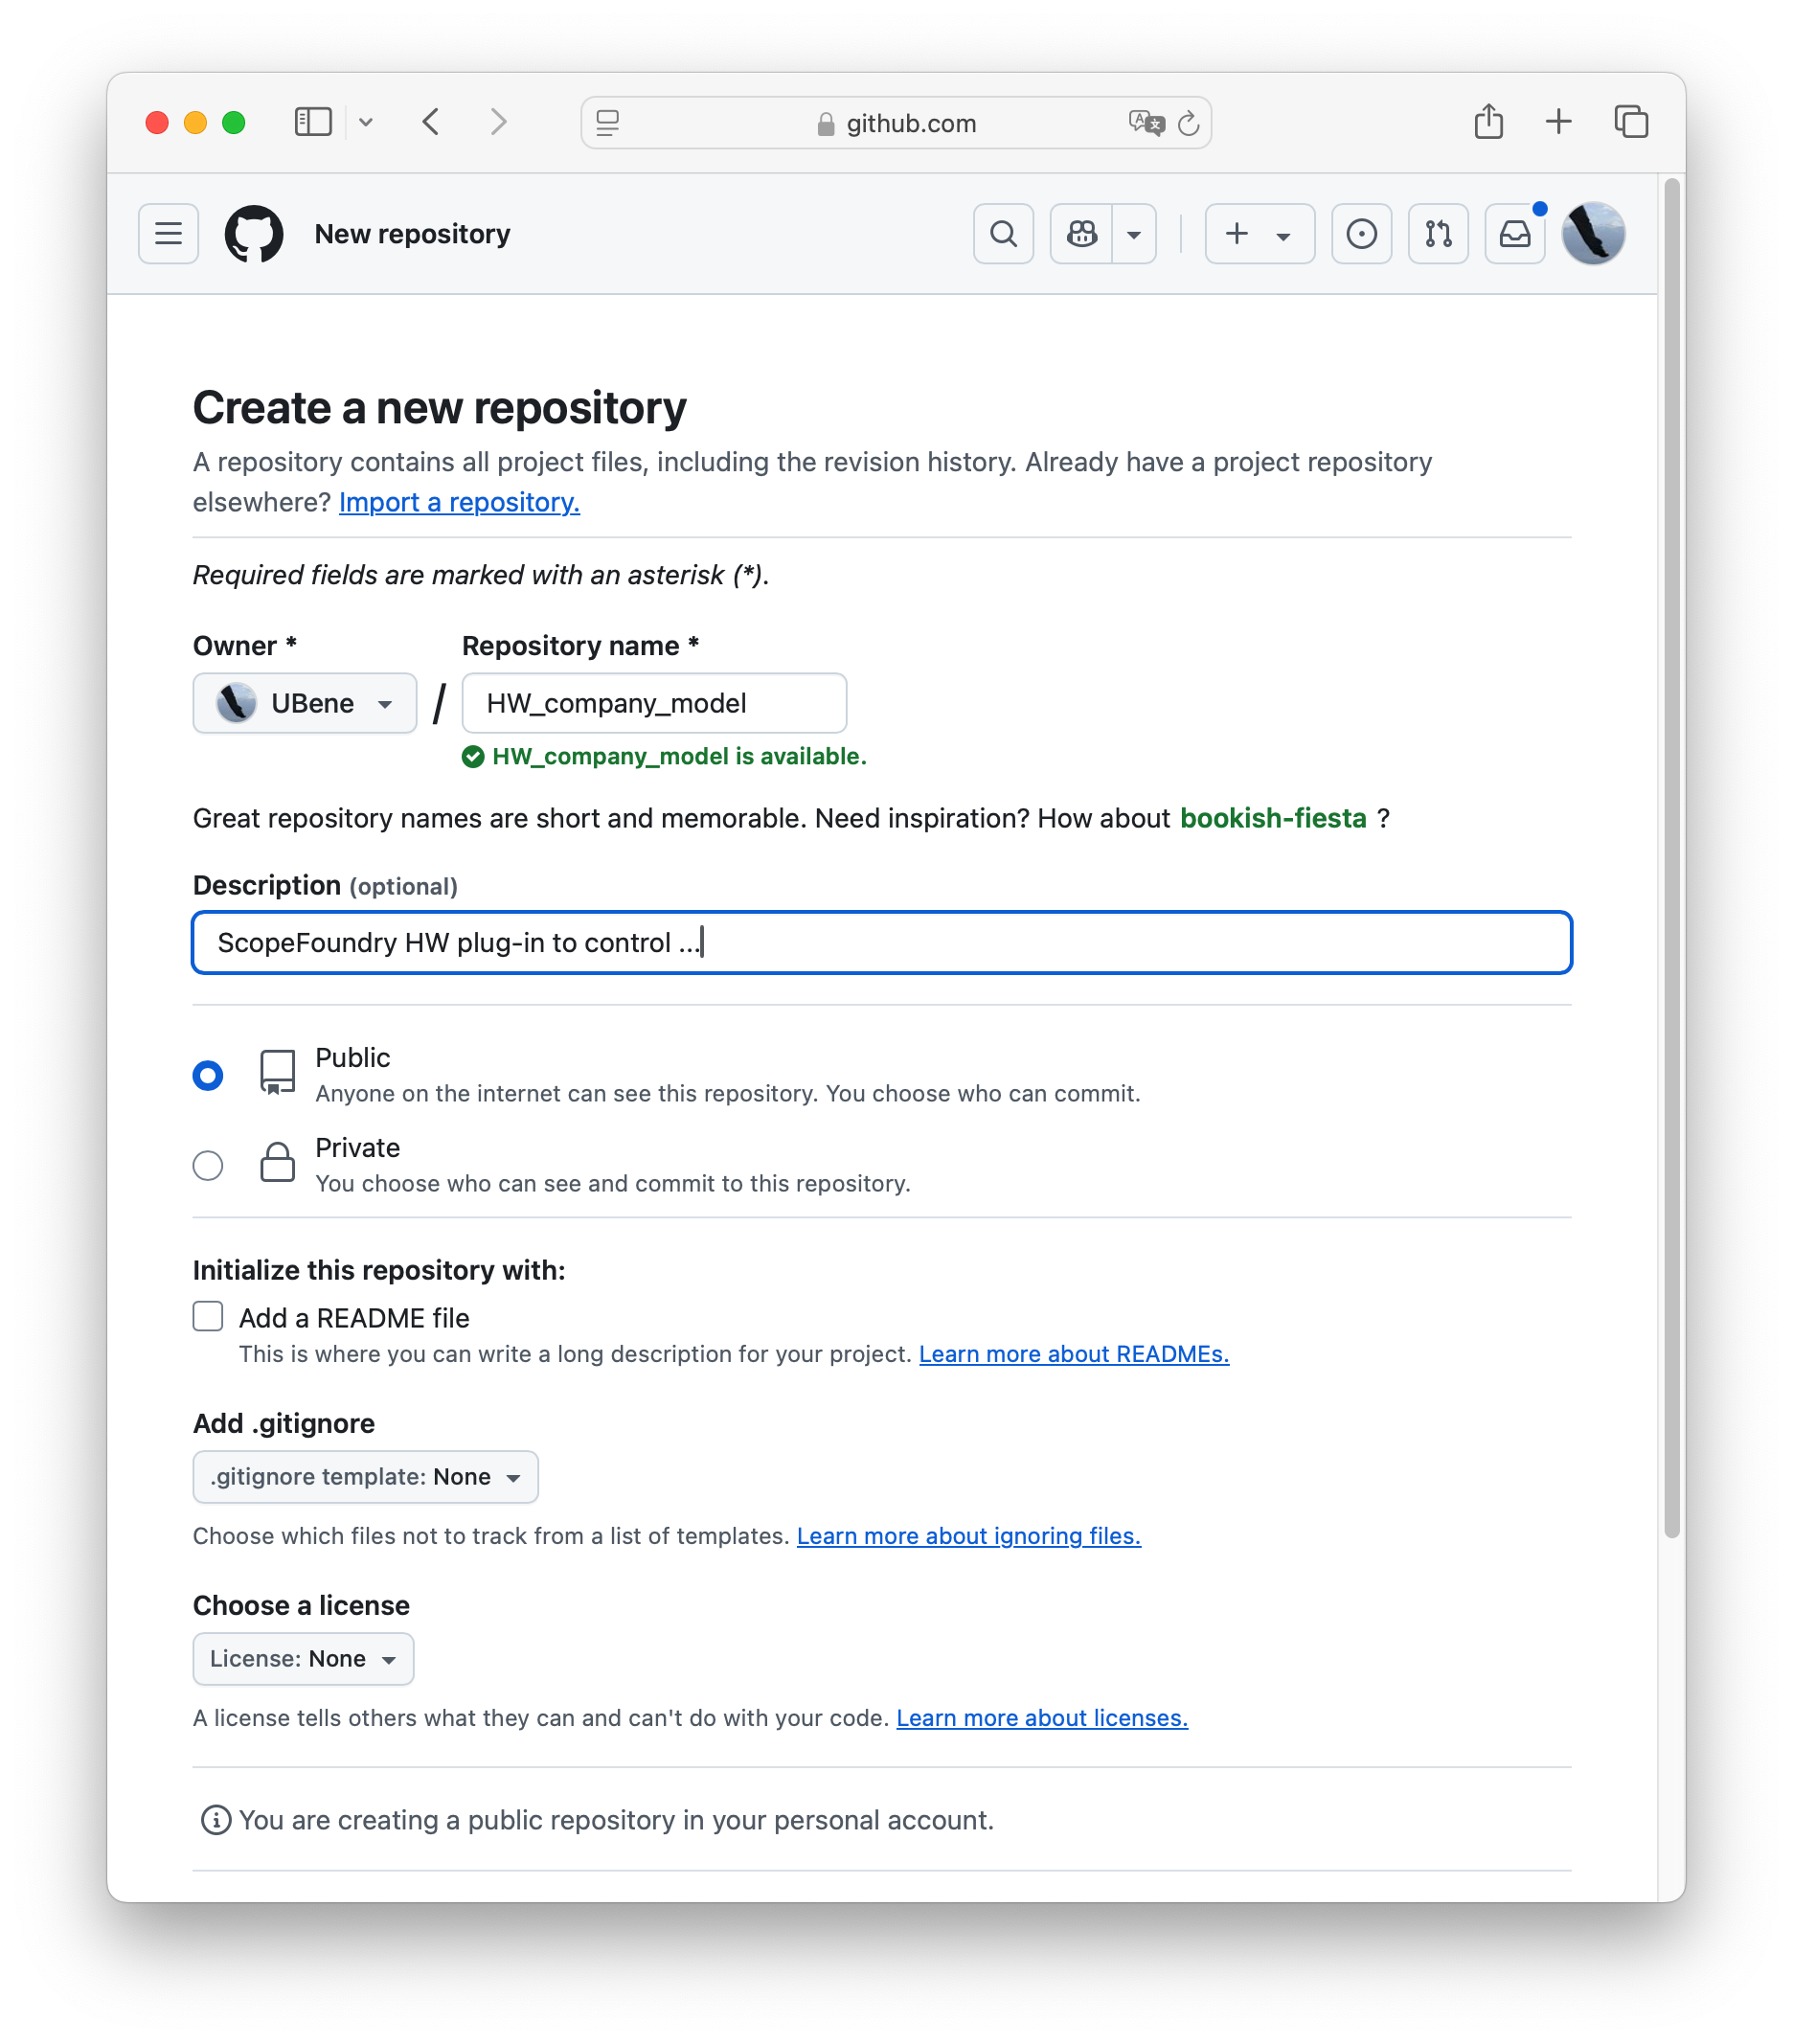 github.com
New repository
Create a new repository
A repository contains all project files, including the revision history. Already have a project repository
elsewhere? Import a repository.
Required fields are marked with an asterisk (*).
Owner * Repository name *
UBene / HW_company_model
HW_company_model is available.
Great repository names are short and memorable. Need inspiration? How about bookish-fiesta ?
Description (optional)
ScopeFoundry HW plug-in to control ...
Public
Anyone on the internet can see this repository. You choose who can commit.
Private
You choose who can see and commit to this repository.
Initialize this repository with:
Add a README file
This is where you can write a long description for your project. Learn more about READMEs.
Add .gitignore
.gitignore template: None
Choose which files not to track from a list of templates. Learn more about ignoring files.
Choose a license
License: None
A license tells others what they can and can't do with your code. Learn more about licenses.
You are creating a public repository in your personal account.